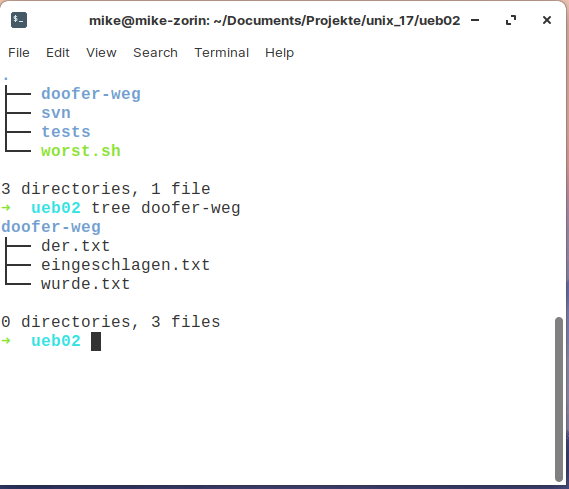 mike@mike-zorin: ~/Documents/Projekte/unix_17/ueb02
File Edit View Search Terminal Help
.
├── doofer-weg
├── svn
├── tests
└── worst.sh
3 directories, 1 file
➜ ueb02 tree doofer-weg
doofer-weg
├── der.txt
├── eingeschlagen.txt
└── wurde.txt
0 directories, 3 files
➜ ueb02